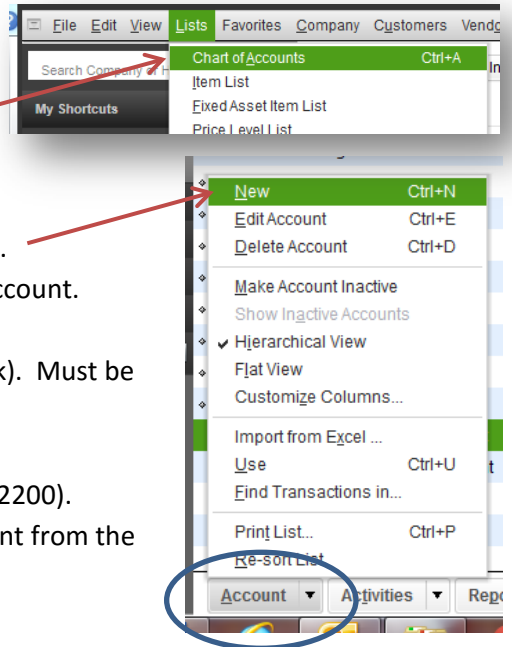 File Edit View Lists Favorites Company Customers
Search Company or
Chart of Accounts Ctrl+A
In
Item List
My Shortcuts
Fixed Asset Item List
Price Level List
New Ctrl+N
Edit Account Ctrl+E
.
Delete Account Ctrl+D
ccount.
Make Account Inactive
Show Inactive Accounts
Hierarchical View
k). Must be
Flat View
Customize Columns...
Import from Excel ...
t
Use Ctrl+U
2200).
Find Transactions in...
nt from the
Print List... Ctrl+P
Re-sort List
Account Activities